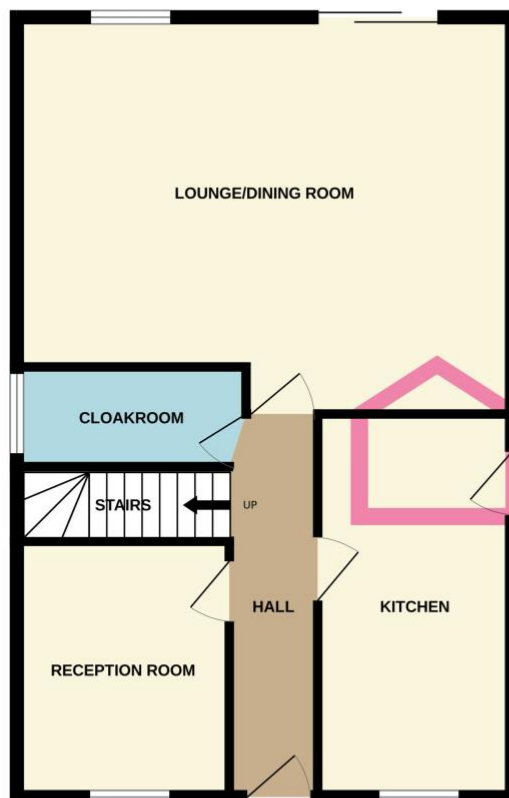 LOUNGE/DINING ROOM
CLOAKROOM
STAIRS
UP
HALL
KITCHEN
RECEPTION ROOM